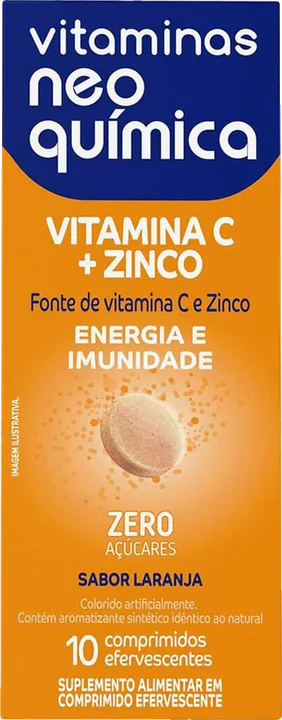 vitaminas
neo
química
VITAMINA C
+ ZINCO
Fonte de vitamina C e Zinco
ENERGIA E
IMUNIDADE
IMAGEM ILUSTRATIVA.
ZERO
AÇÚCARES
SABOR LARANJA
Colorido artificialmente.
Contém aromatizante sintético idêntico ao natural
10 comprimidos
efervescentes
SUPLEMENTO ALIMENTAR EM
COMPRIMIDO EFERVESCENTE